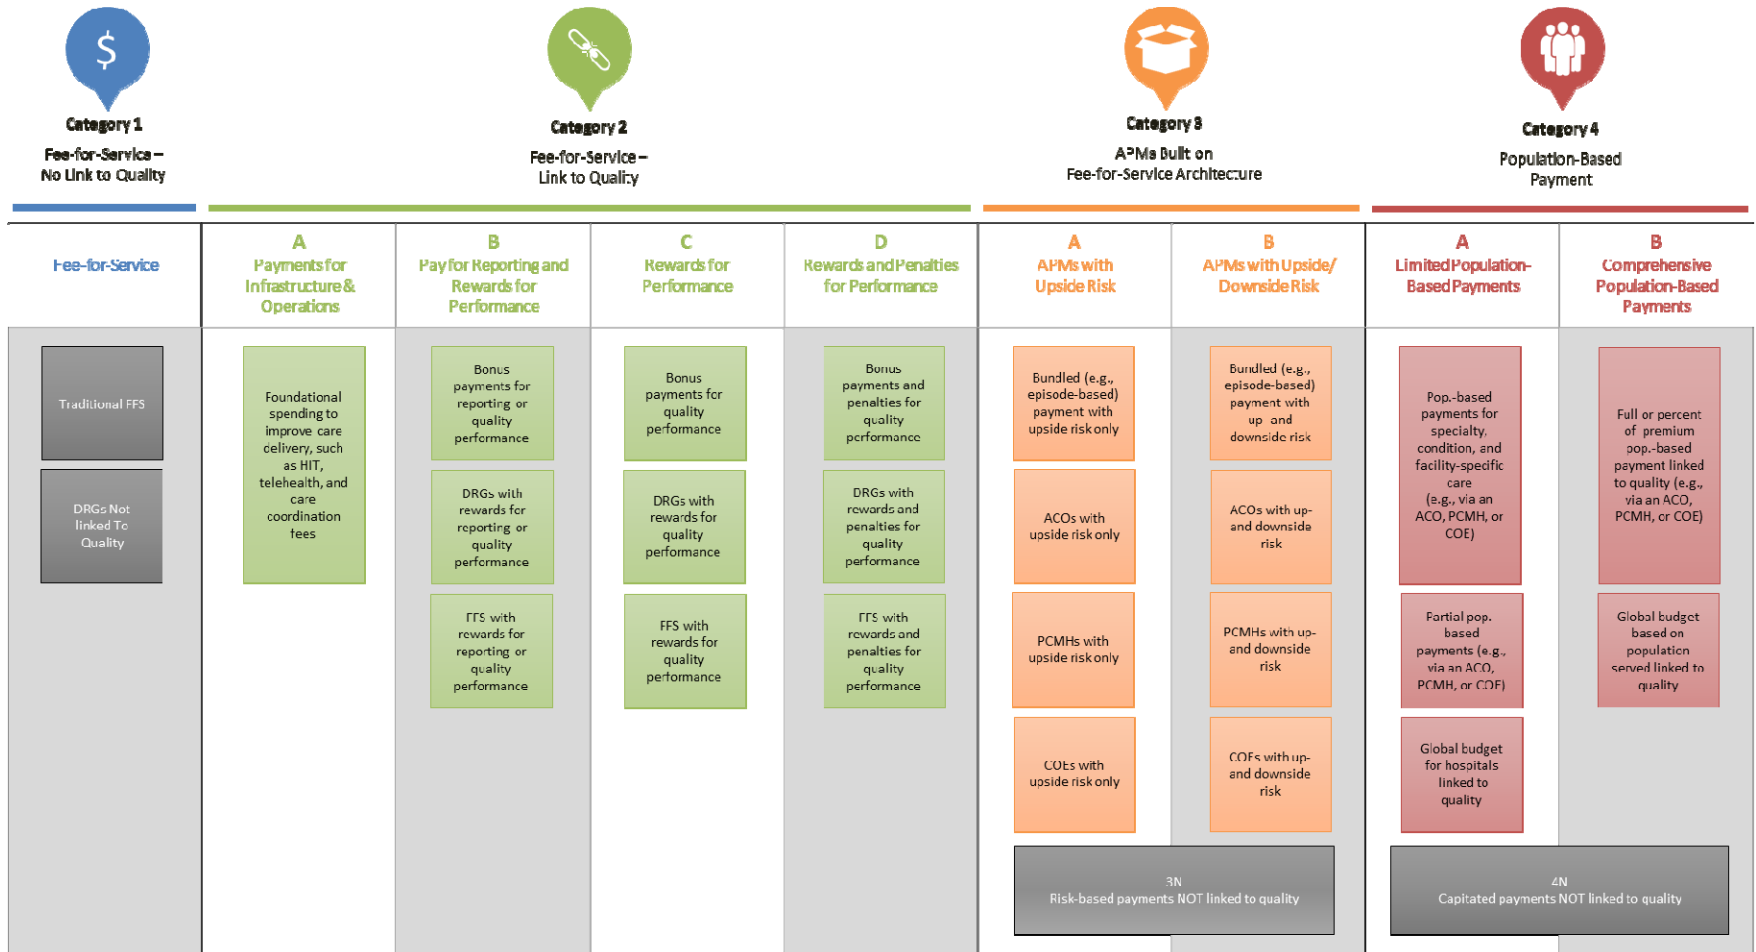 $
Category 1
Fee-for-Service –
No Link to Quality
Category 2
Fee-for-Service –
Link to Quality
Category 3
APMs Built on
Fee-for-Service Architecture
Category 4
Population-Based
Payment
Fee-for-Service
A
Payments for
Infrastructure &
Operations
B
Pay for Reporting and
Rewards for
Performance
C
Rewards for
Performance
D
Rewards and Penalties
for Performance
A
APMs with
Upside Risk
B
APMs with Upside/
Downside Risk
A
Limited Population-
Based Payments
B
Comprehensive
Population-Based
Payments
Traditional FFS
DRGs Not
linked To
Quality
Foundational
spending to
improve care
delivery, such
as HIT,
telehealth, and
care
coordination
fees
Bonus
payments for
reporting or
quality
performance
DRGs with
rewards for
reporting or
quality
performance
FFS with
rewards for
reporting or
quality
performance
Bonus
payments for
quality
performance
DRGs with
rewards for
quality
performance
FFS with
rewards for
quality
performance
Bonus
payments and
penalties for
quality
performance
DRGs with
rewards and
penalties for
quality
performance
FFS with
rewards and
penalties for
quality
performance
Bundled (e.g.,
episode-based)
payment with
upside risk only
ACOs with
upside risk only
PCMHs with
upside risk only
COEs with
upside risk only
Bundled (e.g.,
episode-based)
payment with
up- and
downside risk
ACOs with up-
and downside
risk
PCMHs with up-
and downside
risk
COEs with up-
and downside
risk
3N
Risk-based payments NOT linked to quality
Pop.-based
payments for
specialty,
condition, and
facility-specific
care
(e.g., via an
ACO, PCMH, or
COE)
Partial pop.
based
payments (e.g.,
via an ACO,
PCMH, or COE)
Global budget
for hospitals
linked to
quality
Full or percent
of premium
pop.-based
payment linked
to quality (e.g.,
via an ACO,
PCMH, or COE)
Global budget
based on
population
served linked to
quality
4N
Capitated payments NOT linked to quality